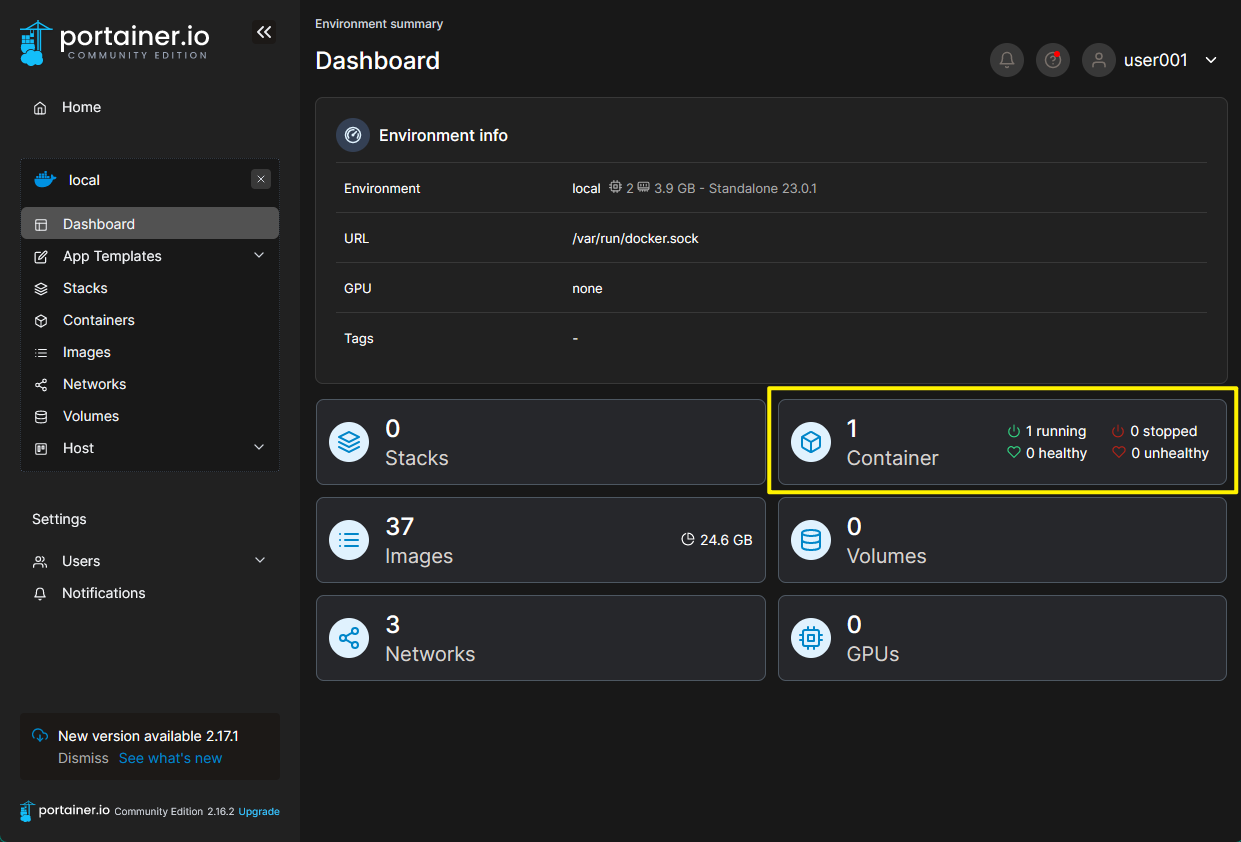 portainer.io
COMMUNITY EDITION
Home
local
Dashboard
App Templates
Stacks
Containers
Images
Networks
Volumes
Host
Settings
Users
Notifications
New version available 2.17.1
Dismiss See what's new
portainer.io Community Edition 2.16.2 Upgrade
Environment summary
Dashboard
user001
Environment info
Environment local 2 3.9 GB - Standalone 23.0.1
URL /var/run/docker.sock
GPU none
Tags -
0
Stacks
1
Container
1 running 0 stopped
0 healthy 0 unhealthy
37
Images
24.6 GB
0
Volumes
3
Networks
0
GPUs